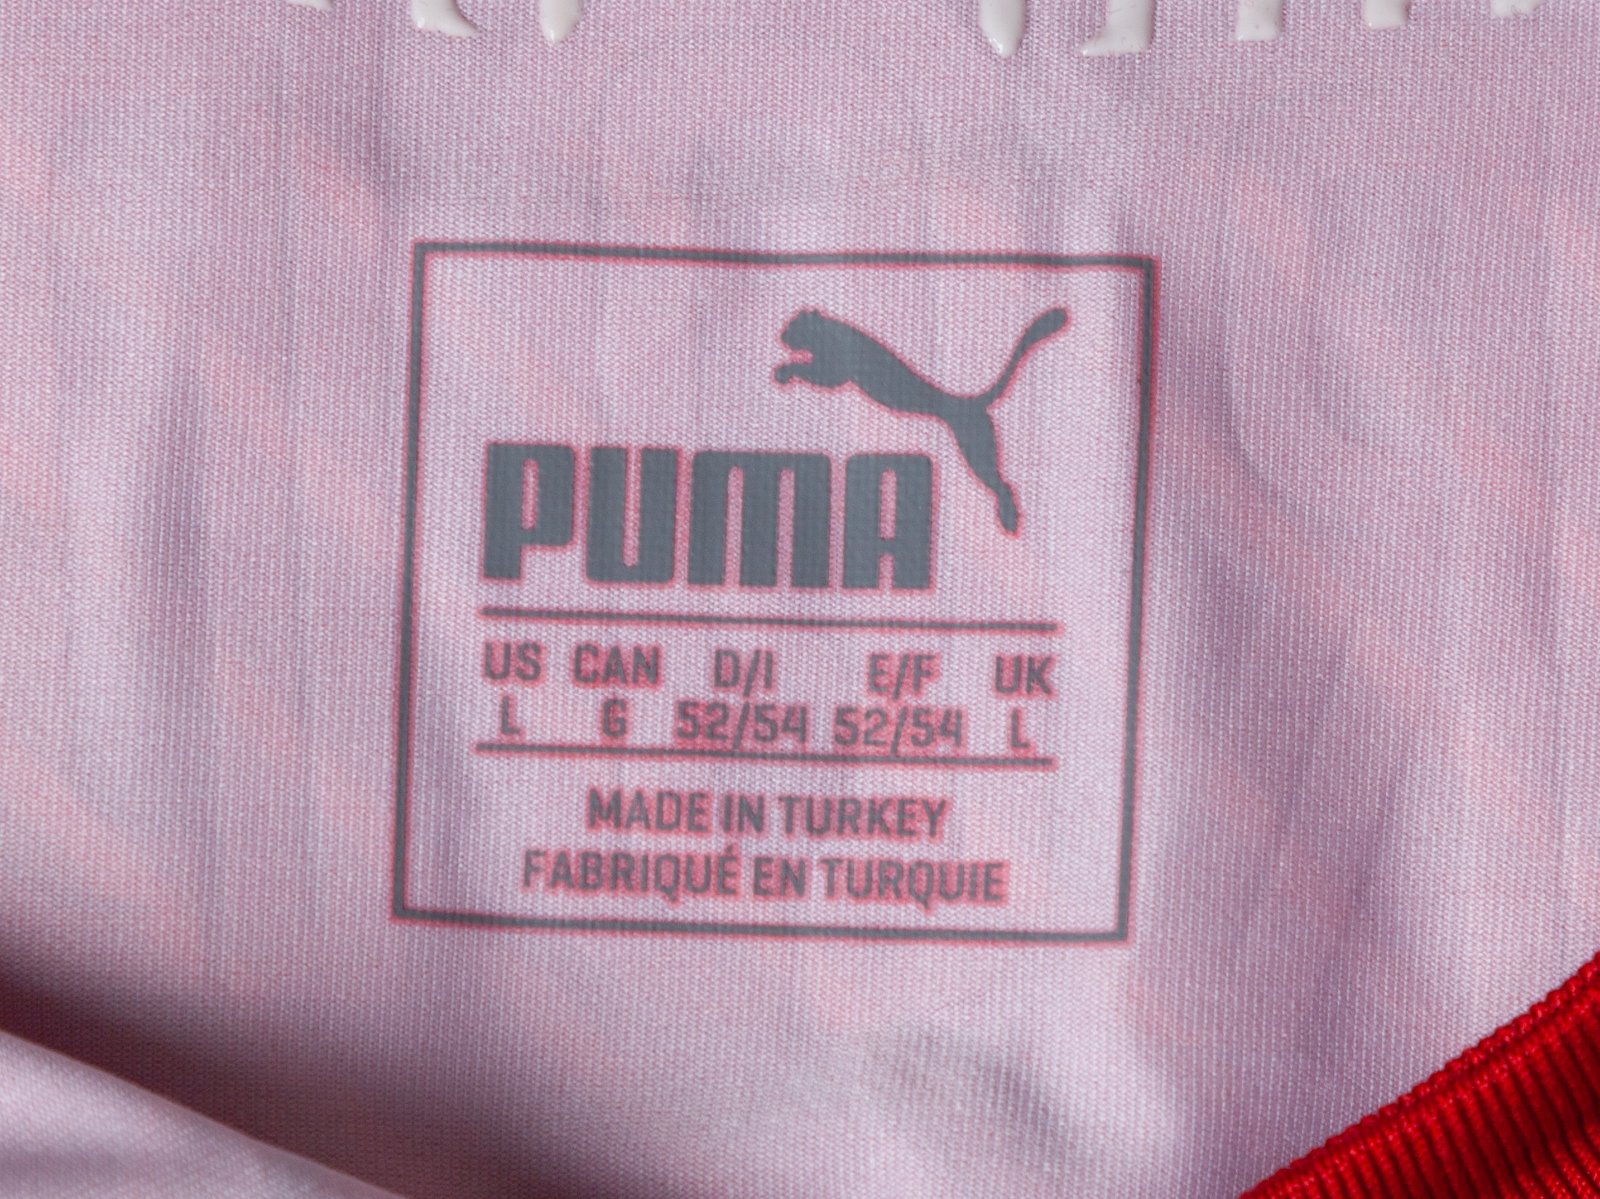 PUMA
US CAN D/I E/F UK
L G 52/54 52/54 L
MADE IN TURKEY
FABRIQUÉ EN TURQUIE